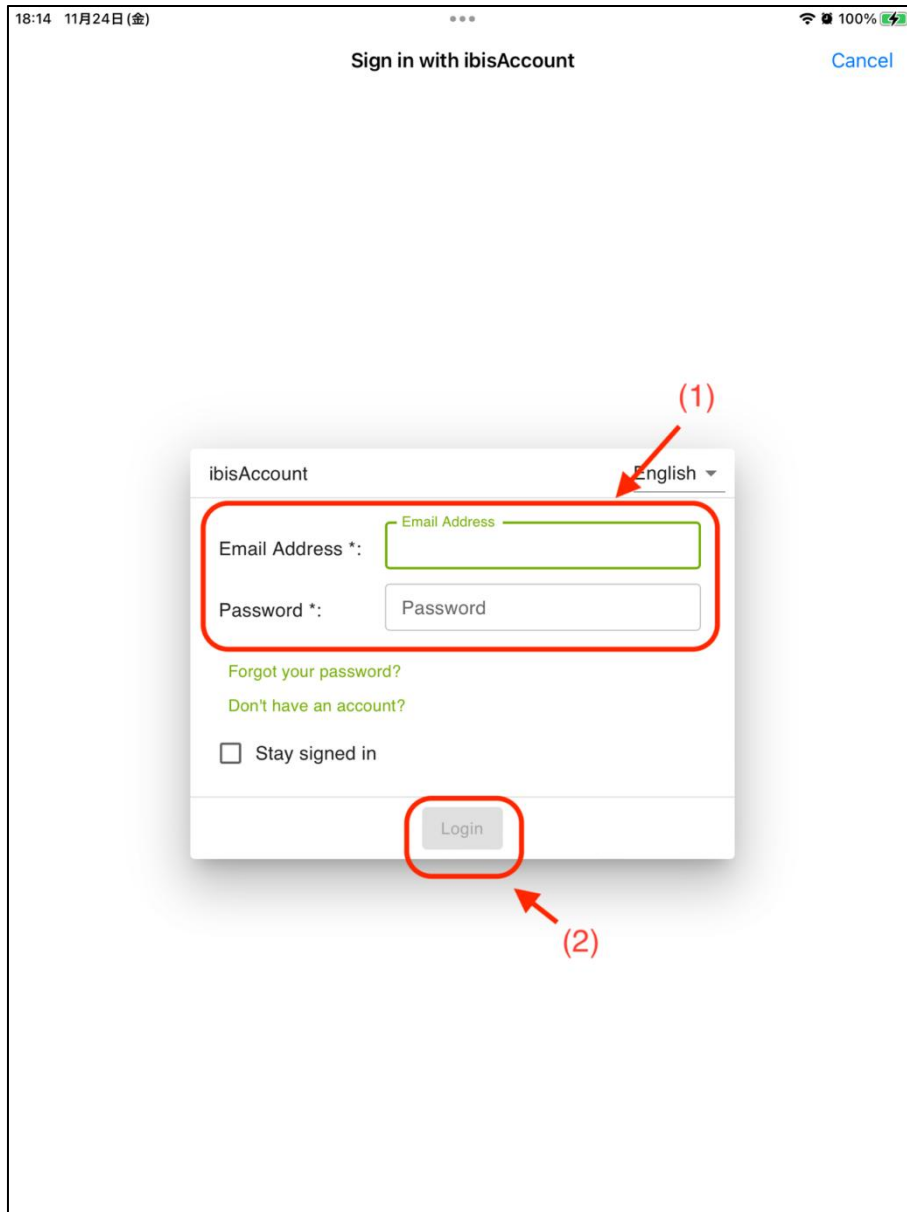 18:14 11月24日(金) 100%
Sign in with ibisAccount Cancel
(1)
ibisAccount English
Email Address
Email Address *:
Password *: Password
Forgot your password?
Don't have an account?
Stay signed in
Login
(2)